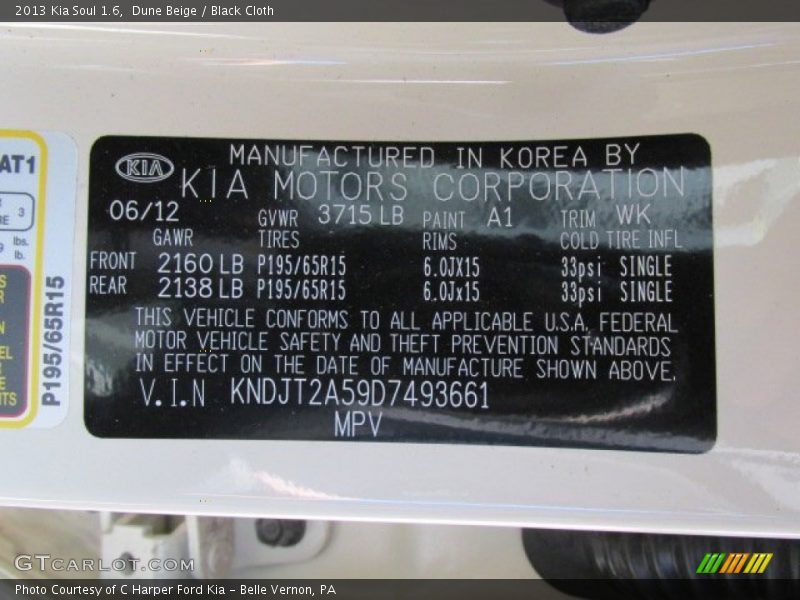 2013 Kia Soul 1.6, Dune Beige / Black Cloth
AT1
3
lbs.
lb.
P195/65R15
KIA
MANUFACTURED IN KOREA BY
KIA MOTORS CORPORATION
06/12 GVWR 3715 LB PAINT A1 TRIM WK
GAWR TIRES RIMS COLD TIRE INFL
FRONT 2160 LB P195/65R15 6.0JX15 33psi SINGLE
REAR 2138 LB P195/65R15 6.0Jx15 33psi SINGLE
THIS VEHICLE CONFORMS TO ALL APPLICABLE U.S.A. FEDERAL
MOTOR VEHICLE SAFETY AND THEFT PREVENTION STANDARDS
IN EFFECT ON THE DATE OF MANUFACTURE SHOWN ABOVE.
V.I.N KNDJT2A59D7493661
MPV
GTCARLOT.COM
Photo Courtesy of C Harper Ford Kia – Belle Vernon, PA